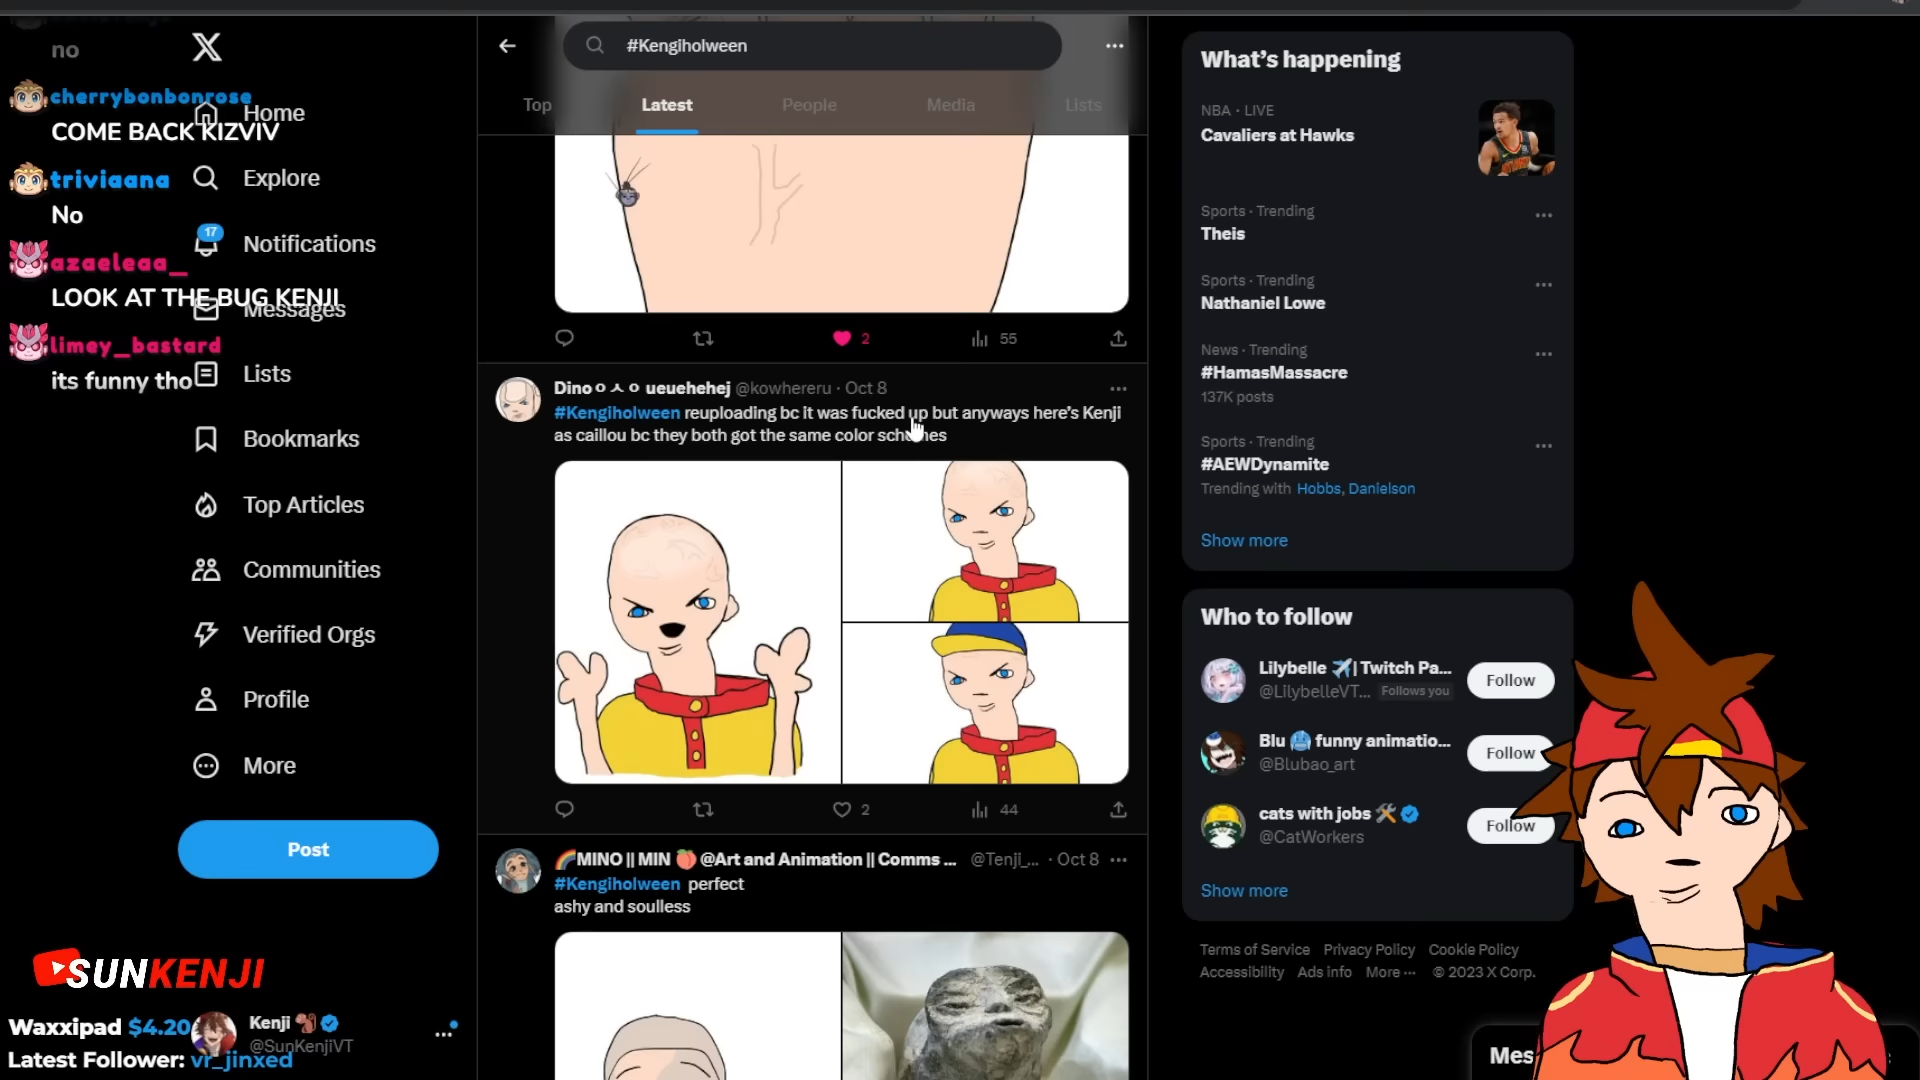 no
cherrybonbonrose
COME BACK KIZVIV
triviaana
No
azaeleaa_
LOOK AT THE BUG KENJI
limey_bastard
its funny tho
Home
Explore
17
Notifications
Messages
Lists
Bookmarks
Top Articles
Communities
Verified Orgs
Profile
More
Post
SUNKENJI
Waxxipad $4.20
Latest Follower: vr_jinxed
Kenji
@SunKenjiVT
#Kengiholween
Top
Latest
People
Media
Lists
2
55
Dino ㅇㅅㅇ ueuehehej @kowhereru · Oct 8
#Kengiholween reuploading bc it was fucked up but anyways here's Kenji
as caillou bc they both got the same color schemes
2
44
MINO || MIN 🍑 @Art and Animation || Comms ... @Tenji_... · Oct 8
#Kengiholween perfect
ashy and soulless
What's happening
NBA · LIVE
Cavaliers at Hawks
Sports · Trending
Theis
Sports · Trending
Nathaniel Lowe
News · Trending
#HamasMassacre
137K posts
Sports · Trending
#AEWDynamite
Trending with Hobbs, Danielson
Show more
Who to follow
Lilybelle ✈️| Twitch Pa...
@LilybelleVT... Follows you
Follow
Blu 🥶 funny animatio...
@Blubao_art
Follow
cats with jobs 🛠️
@CatWorkers
Follow
Show more
Terms of Service Privacy Policy Cookie Policy
Accessibility Ads info More ··· © 2023 X Corp.
Mes